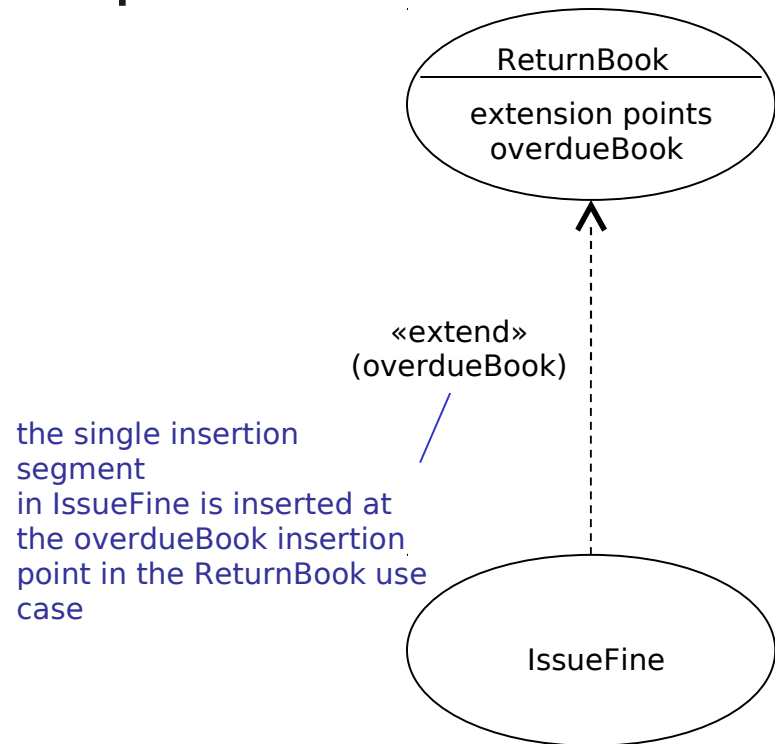 ReturnBook
extension points
overdueBook
«extend»
(overdueBook)
the single insertion
segment
in IssueFine is inserted at
the overdueBook insertion
point in the ReturnBook use
case
IssueFine